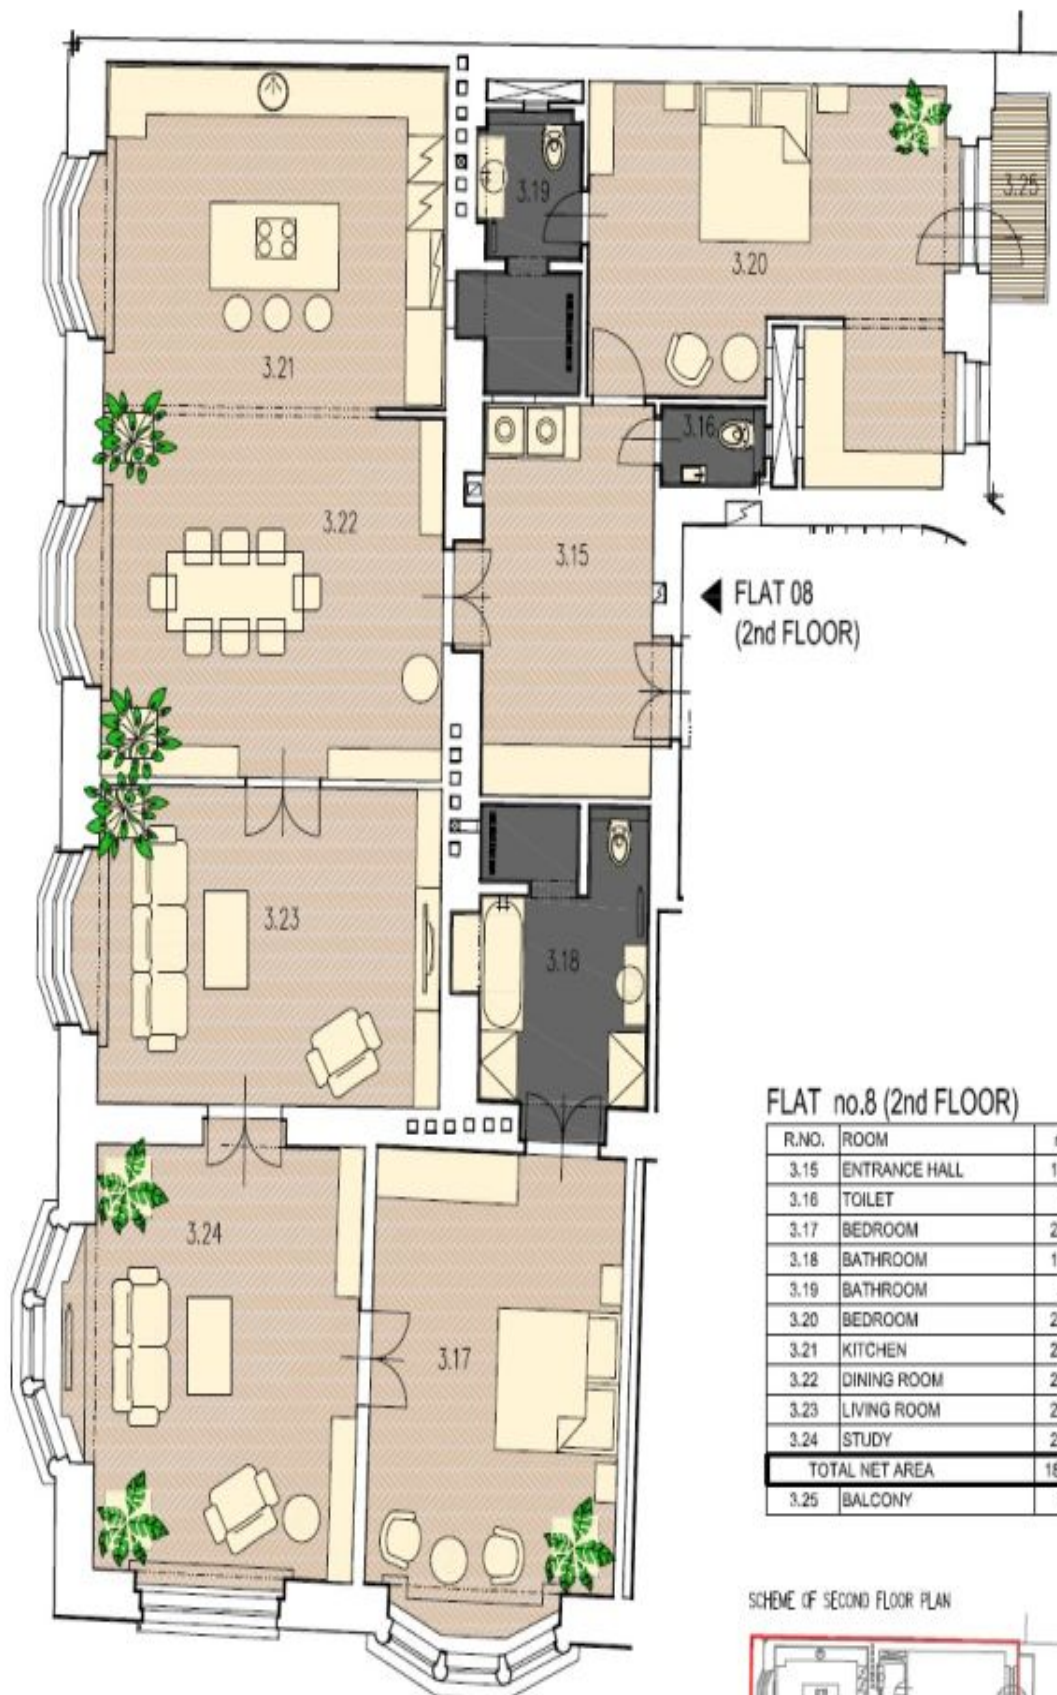 3.19
3.25
3.20
3.21
3.16
3.22
3.15
FLAT 08
(2nd FLOOR)
3.23
3.18
3.24
3.17
FLAT no.8 (2nd FLOOR)
R.NO. ROOM
3.15 ENTRANCE HALL
3.16 TOILET
3.17 BEDROOM
3.18 BATHROOM
3.19 BATHROOM
3.20 BEDROOM
3.21 KITCHEN
3.22 DINING ROOM
3.23 LIVING ROOM
3.24 STUDY
TOTAL NET AREA
3.25 BALCONY
SCHEME OF SECOND FLOOR PLAN